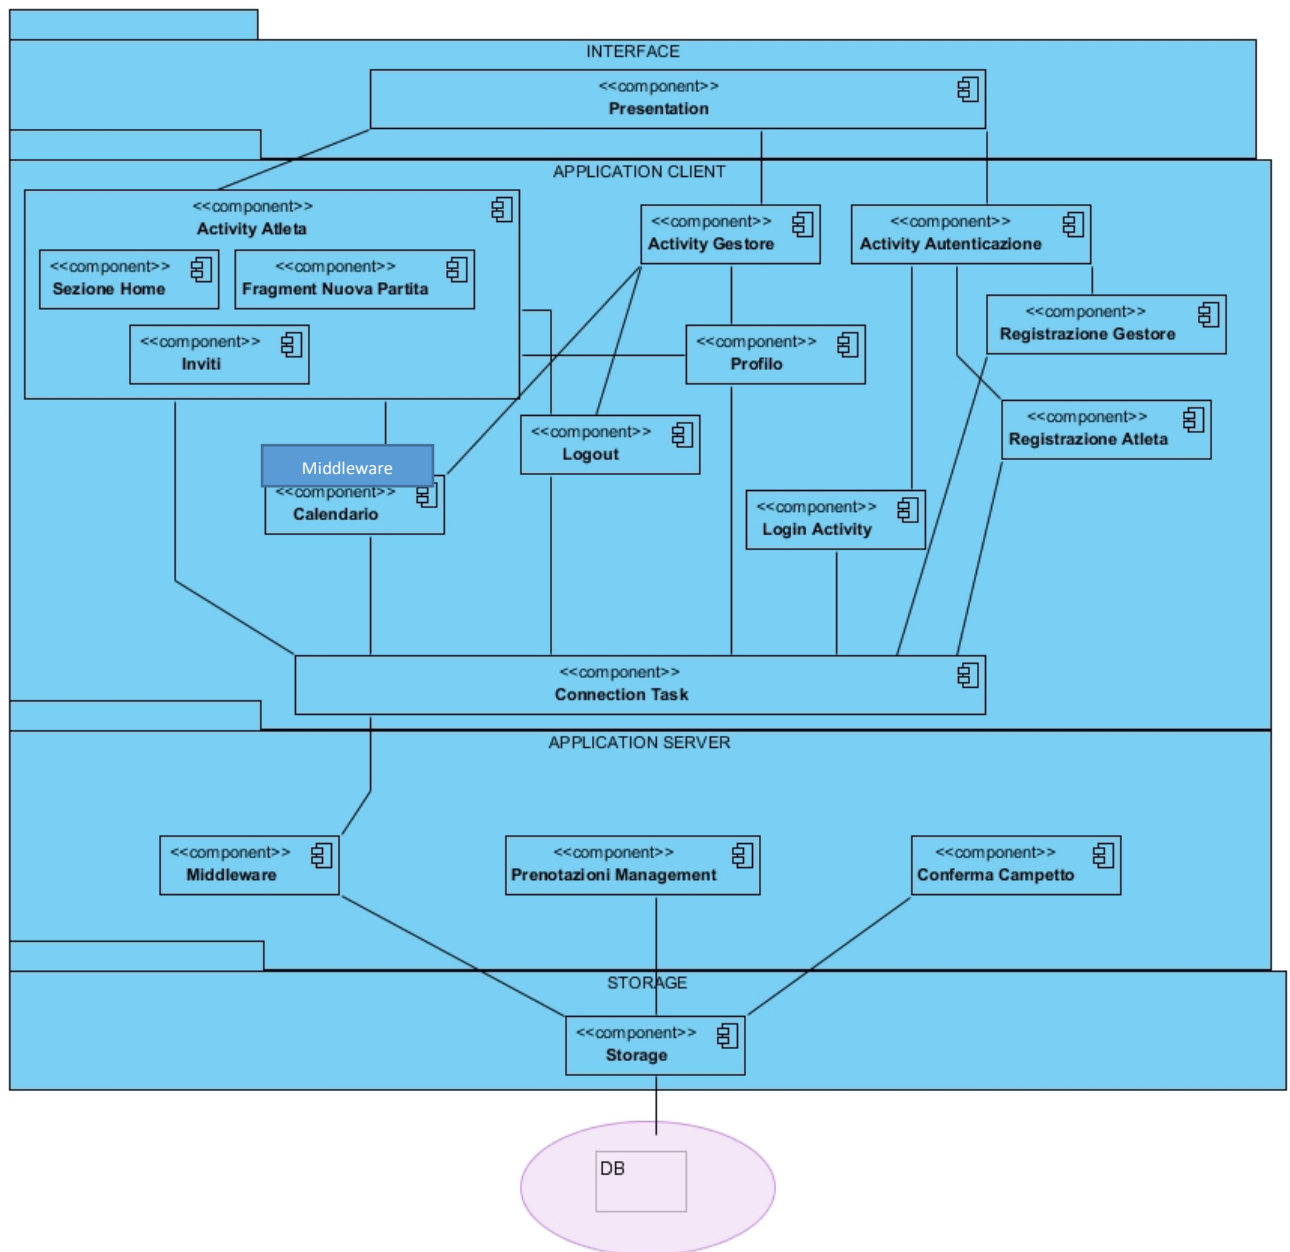 INTERFACE
<<component>>
Presentation
APPLICATION CLIENT
<<component>>
Activity Atleta
<<component>>
Sezione Home
<<component>>
Fragment Nuova Partita
<<component>>
Inviti
<<component>>
Activity Gestore
<<component>>
Activity Autenticazione
<<component>>
Registrazione Gestore
<<component>>
Profilo
<<component>>
Registrazione Atleta
<<component>>
Logout
Middleware
<<component>>
Calendario
<<component>>
Login Activity
<<component>>
Connection Task
APPLICATION SERVER
<<component>>
Middleware
<<component>>
Prenotazioni Management
<<component>>
Conferma Campetto
STORAGE
<<component>>
Storage
DB